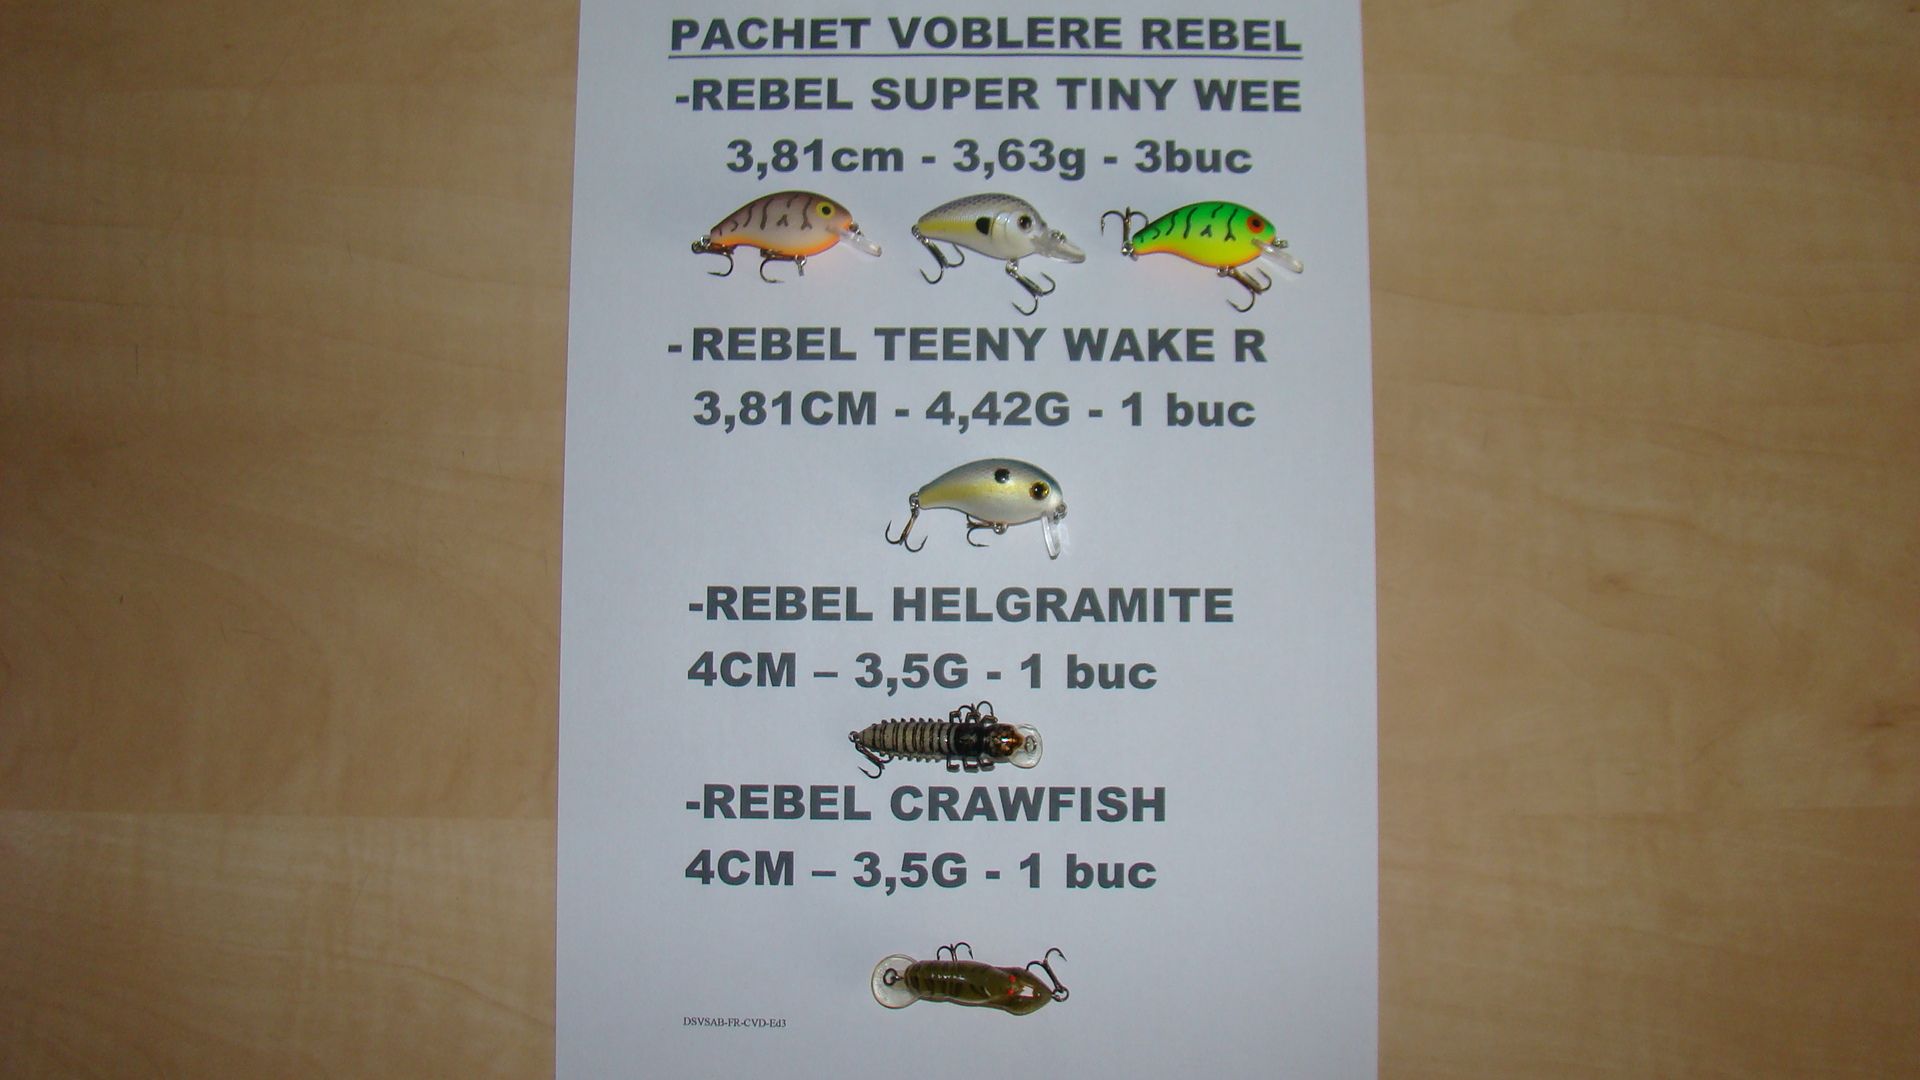 PACHET VOBLERE REBEL
-REBEL SUPER TINY WEE
3,81cm - 3,63g - 3buc
-REBEL TEENY WAKE R
3,81CM - 4,42G - 1 buc
-REBEL HELGRAMITE
4CM – 3,5G - 1 buc
-REBEL CRAWFISH
4CM – 3,5G - 1 buc
DSVSAB-FR-CVD-Ed3